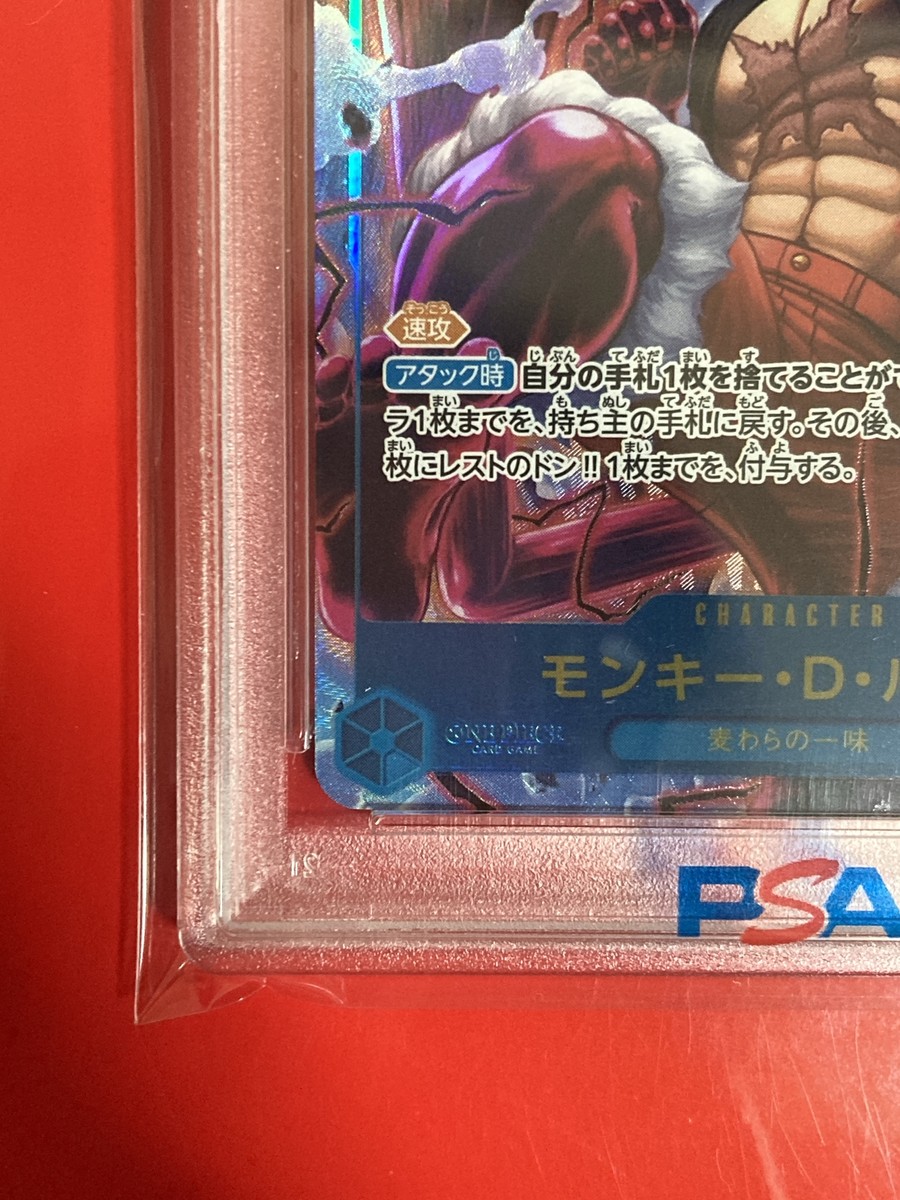 速攻
アタック時 自分の手札1枚を捨てることがで
ラ1枚までを、持ち主の手札に戻す。その後、
枚にレストのドン!! 1枚までを、付与する。
CHARACTER
モンキー・D・ル
ONE PIECE
CARD GAME
麦わらの一味
21
PSA